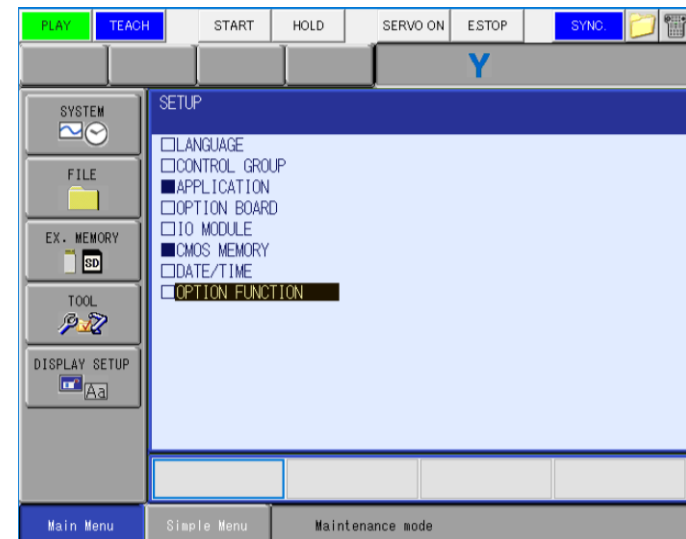 PLAY TEACH START HOLD SERVO ON E.STOP SYNC.
Y
SYSTEM
FILE
EX. MEMORY
SD
TOOL
DISPLAY SETUP
Aa
SETUP
LANGUAGE
CONTROL GROUP
APPLICATION
OPTION BOARD
IO MODULE
CMOS MEMORY
DATE/TIME
OPTION FUNCTION
Main Menu Simple Menu Maintenance mode